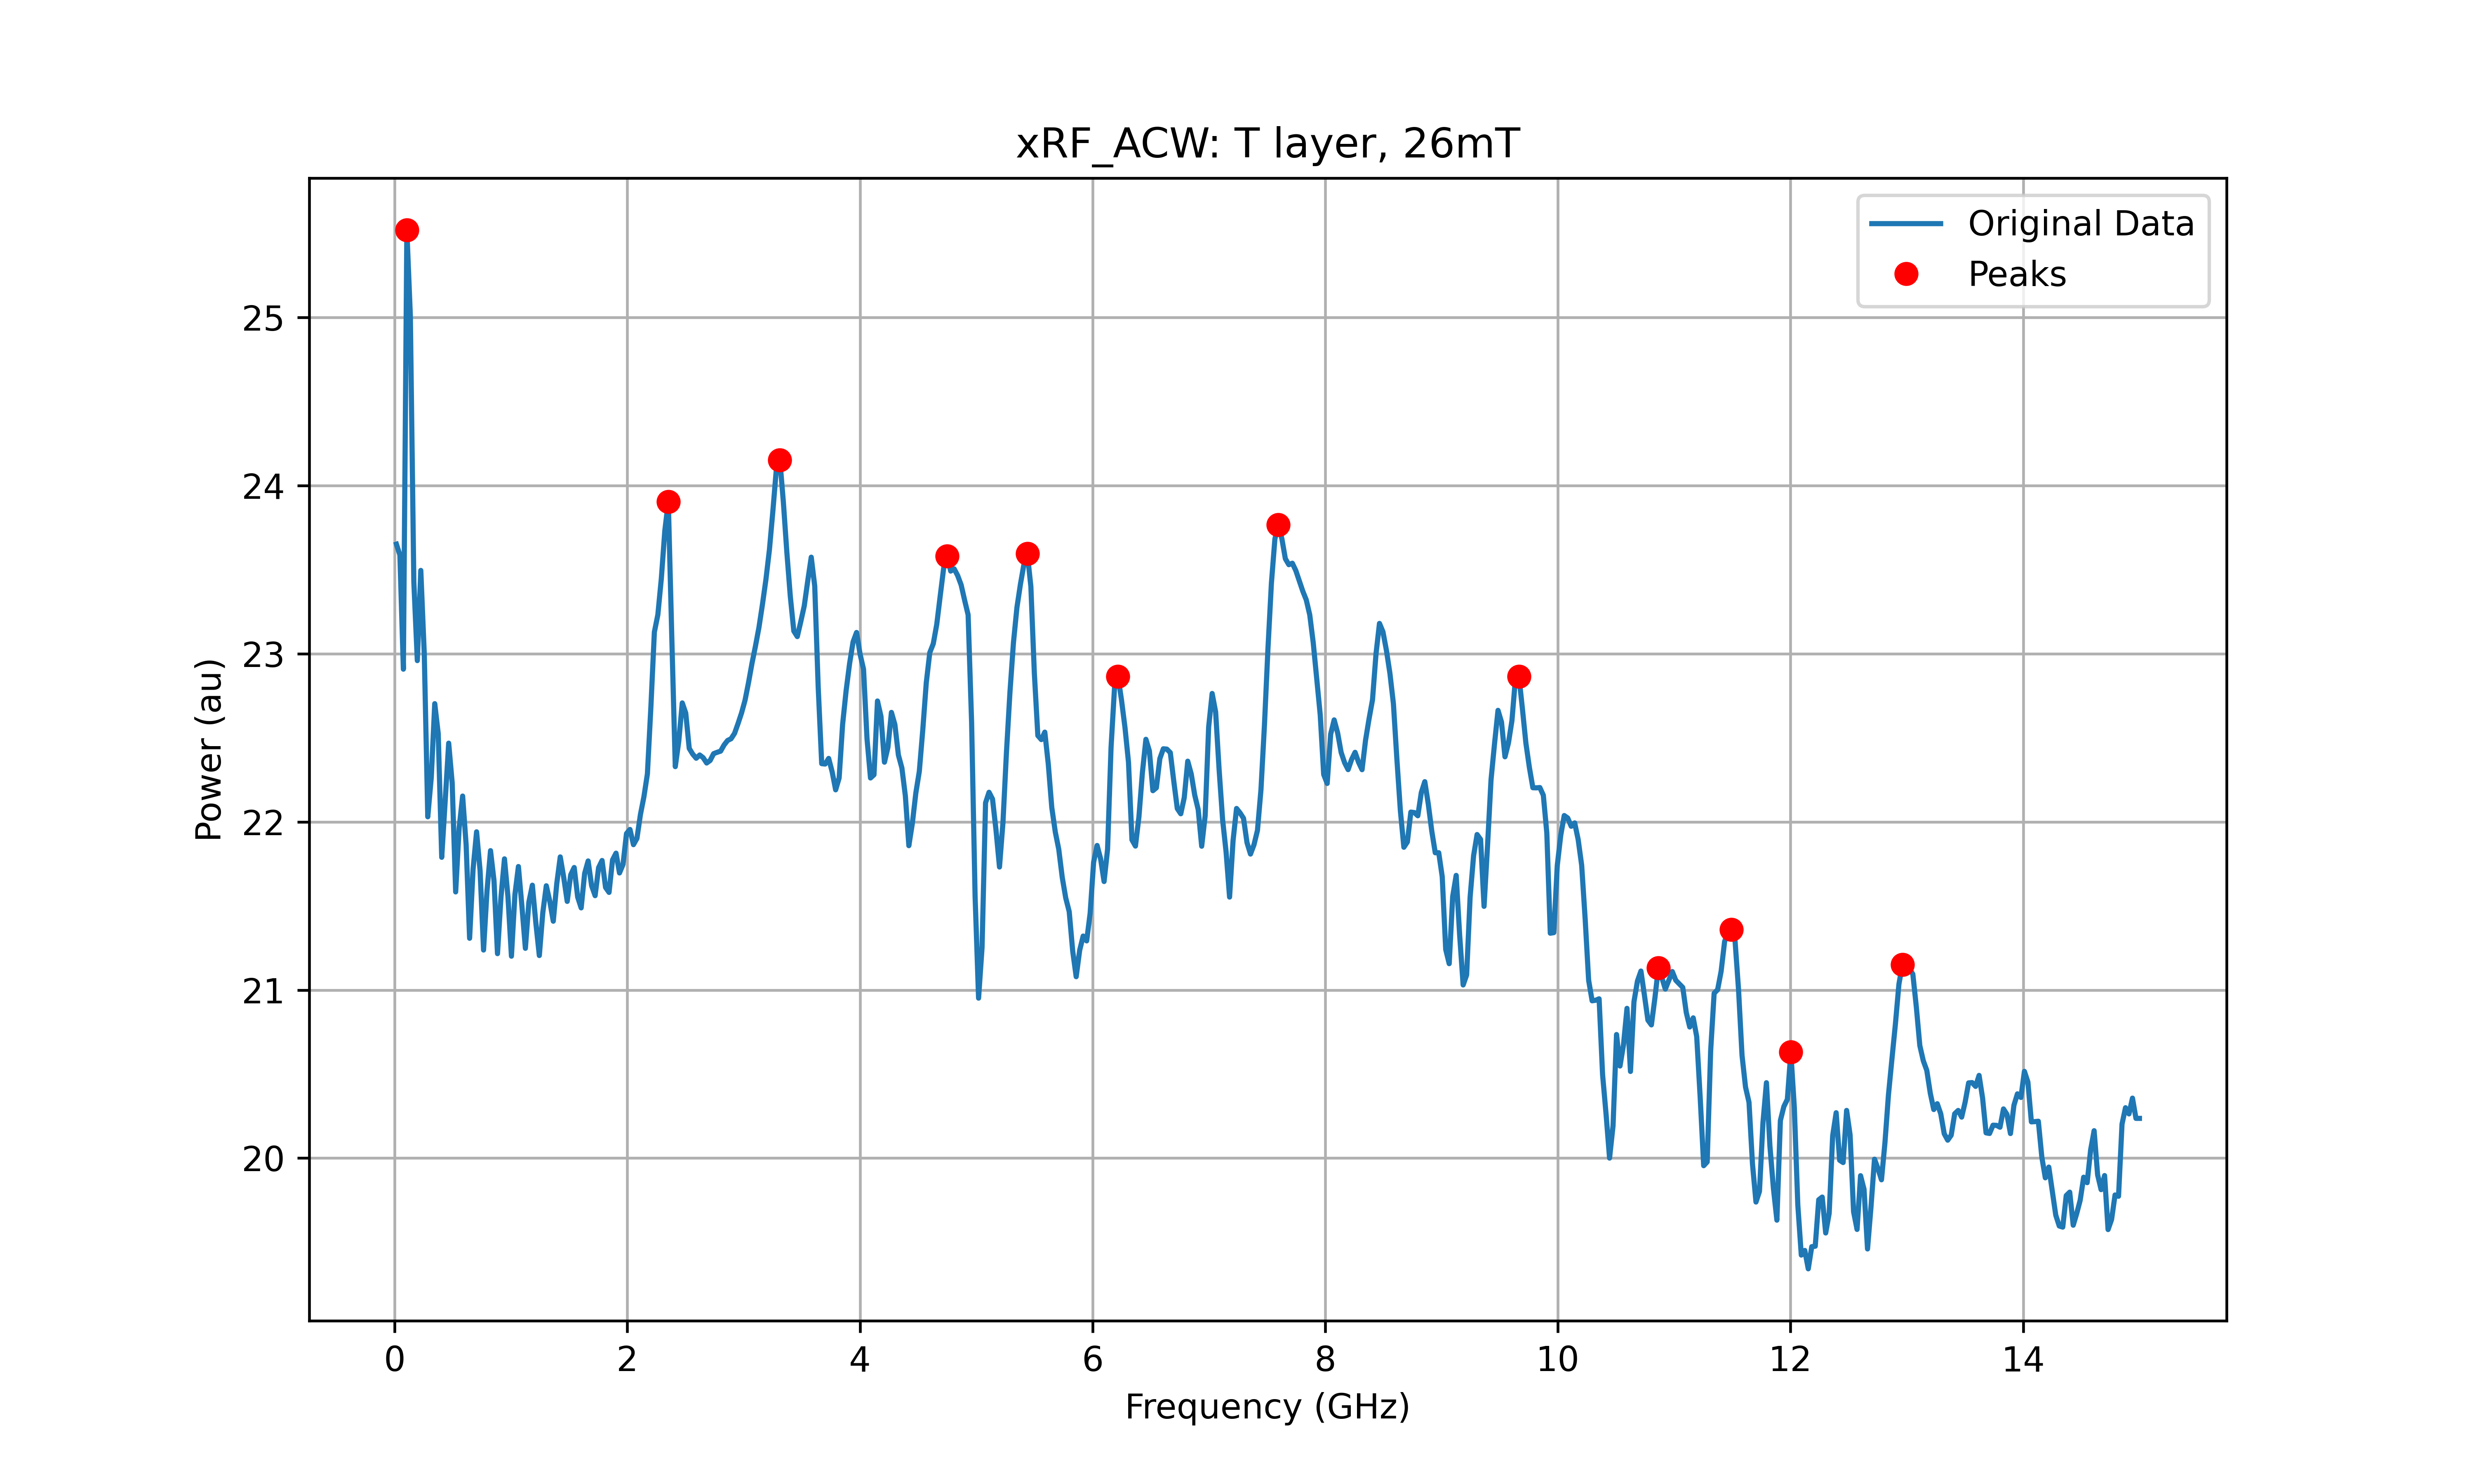 xRF_ACW: T layer, 26mT
Original Data
Peaks
Power (au)
25
24
23
22
21
20
0 2 4 6 8 10 12 14
Frequency (GHz)